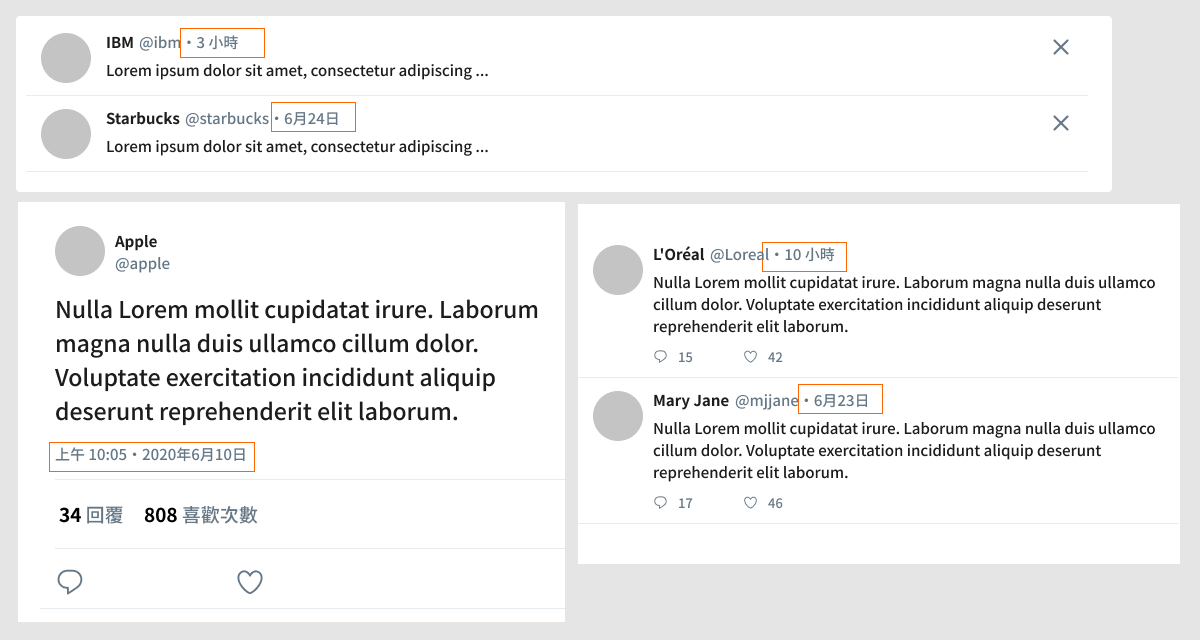 IBM @ibm・3 小時
Lorem ipsum dolor sit amet, consectetur adipiscing ...
Starbucks @starbucks・6月24日
Lorem ipsum dolor sit amet, consectetur adipiscing ...
Apple
@apple
Nulla Lorem mollit cupidatat irure. Laborum
magna nulla duis ullamco cillum dolor.
Voluptate exercitation incididunt aliquip
deserunt reprehenderit elit laborum.
上午 10:05・2020年6月10日
34 回覆 808 喜歡次數
L'Oréal @Loreal・10 小時
Nulla Lorem mollit cupidatat irure. Laborum magna nulla duis ullamco
cillum dolor. Voluptate exercitation incididunt aliquip deserunt
reprehenderit elit laborum.
15 42
Mary Jane @mjjane・6月23日
Nulla Lorem mollit cupidatat irure. Laborum magna nulla duis ullamco
cillum dolor. Voluptate exercitation incididunt aliquip deserunt
reprehenderit elit laborum.
17 46